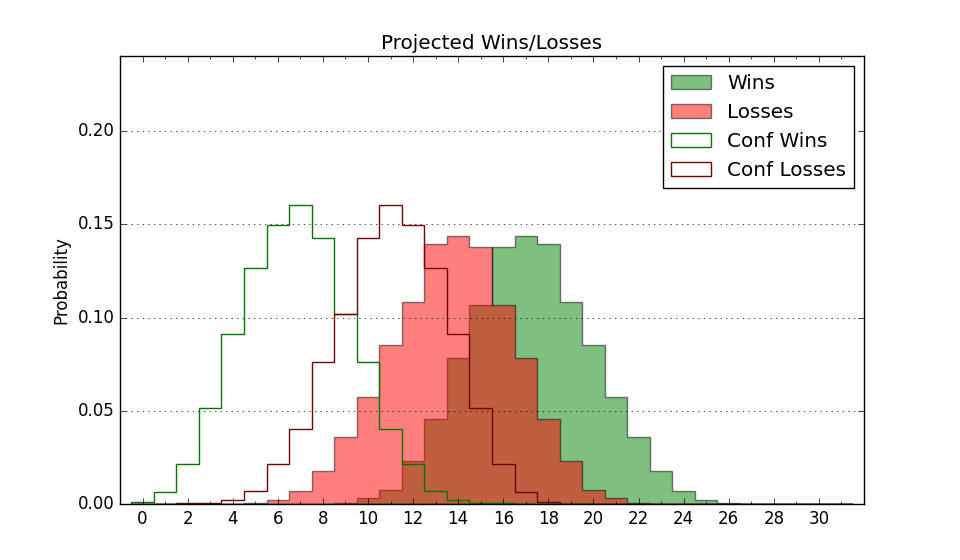 Projected Wins/Losses
Wins
Losses
Conf Wins
Conf Losses
Probability
0.20
0.15
0.10
0.05
0.00
0 2 4 6 8 10 12 14 16 18 20 22 24 26 28 30